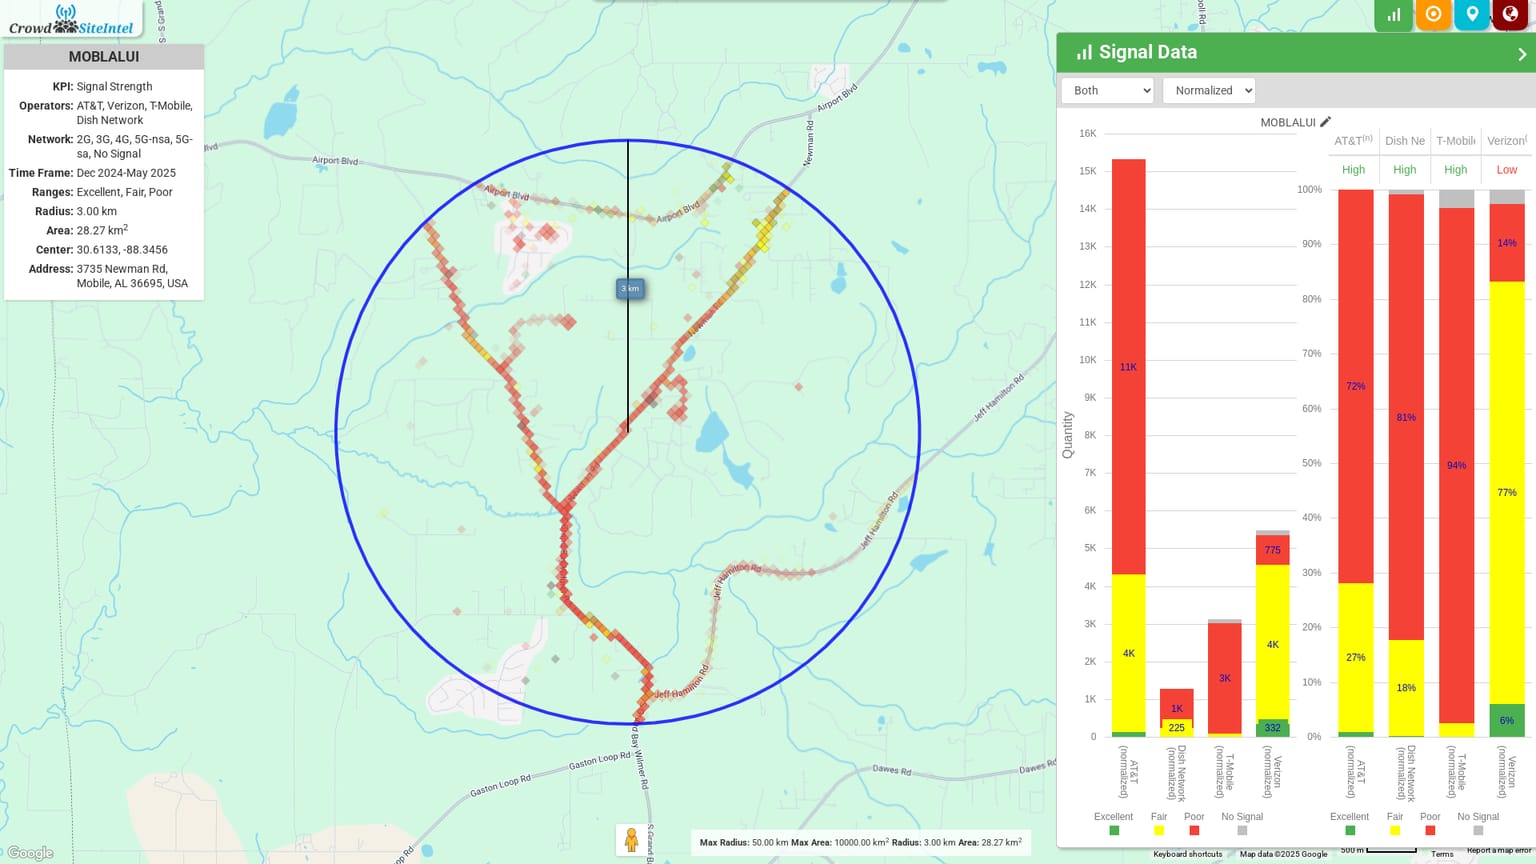 CrowdSiteIntel
MOBLALUI
KPI: Signal Strength
Operators: AT&T, Verizon, T-Mobile,
Dish Network
Network: 2G, 3G, 4G, 5G-nsa, 5G-
sa, No Signal
Time Frame: Dec 2024-May 2025
Ranges: Excellent, Fair, Poor
Radius: 3.00 km
Area: 28.27 km2
Center: 30.6133, -88.3456
Address: 3735 Newman Rd,
Mobile, AL 36695, USA
Airport Blvd
Airport Blvd
Airport Blvd
Airport Blvd
Newman Rd
3 km
Jeff Hamilton Rd
Jeff Hamilton Rd
Jeff Hamilton Rd
Jeff Hamilton Rd
Gaston Loop Rd
Gaston Loop Rd
Bay Wilmer Rd
Dawes Rd
Dawes Rd
Google
Max Radius: 50.00 km Max Area: 10000.00 km2 Radius: 3.00 km Area: 28.27 km2
Signal Data
Both
Normalized
MOBLALUI
AT&T(n) Dish Ne T-Mobile Verizon(
High High High Low
Quantity
16K
15K
14K
13K
12K
11K
10K
9K
8K
7K
6K
5K
4K
3K
2K
1K
0
11K
4K
1K
225
3K
775
4K
332
AT&T
(normalized)
Dish Network
(normalized)
T-Mobile
(normalized)
Verizon
(normalized)
Excellent Fair Poor No Signal
100%
90%
80%
70%
60%
50%
40%
30%
20%
10%
0%
72%
27%
81%
18%
94%
14%
77%
6%
AT&T
(normalized)
Dish Network
(normalized)
T-Mobile
(normalized)
Verizon
(normalized)
Excellent Fair Poor No Signal
Keyboard shortcuts Map data ©2025 Google 500 m Terms Report a map error